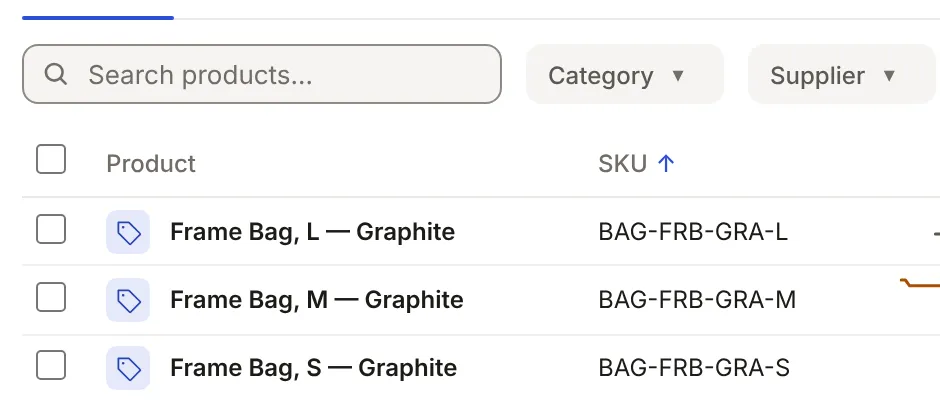 Search products...
Category ▼
Supplier ▼
Product
SKU ↑
Frame Bag, L — Graphite
BAG-FRB-GRA-L
Frame Bag, M — Graphite
BAG-FRB-GRA-M
Frame Bag, S — Graphite
BAG-FRB-GRA-S